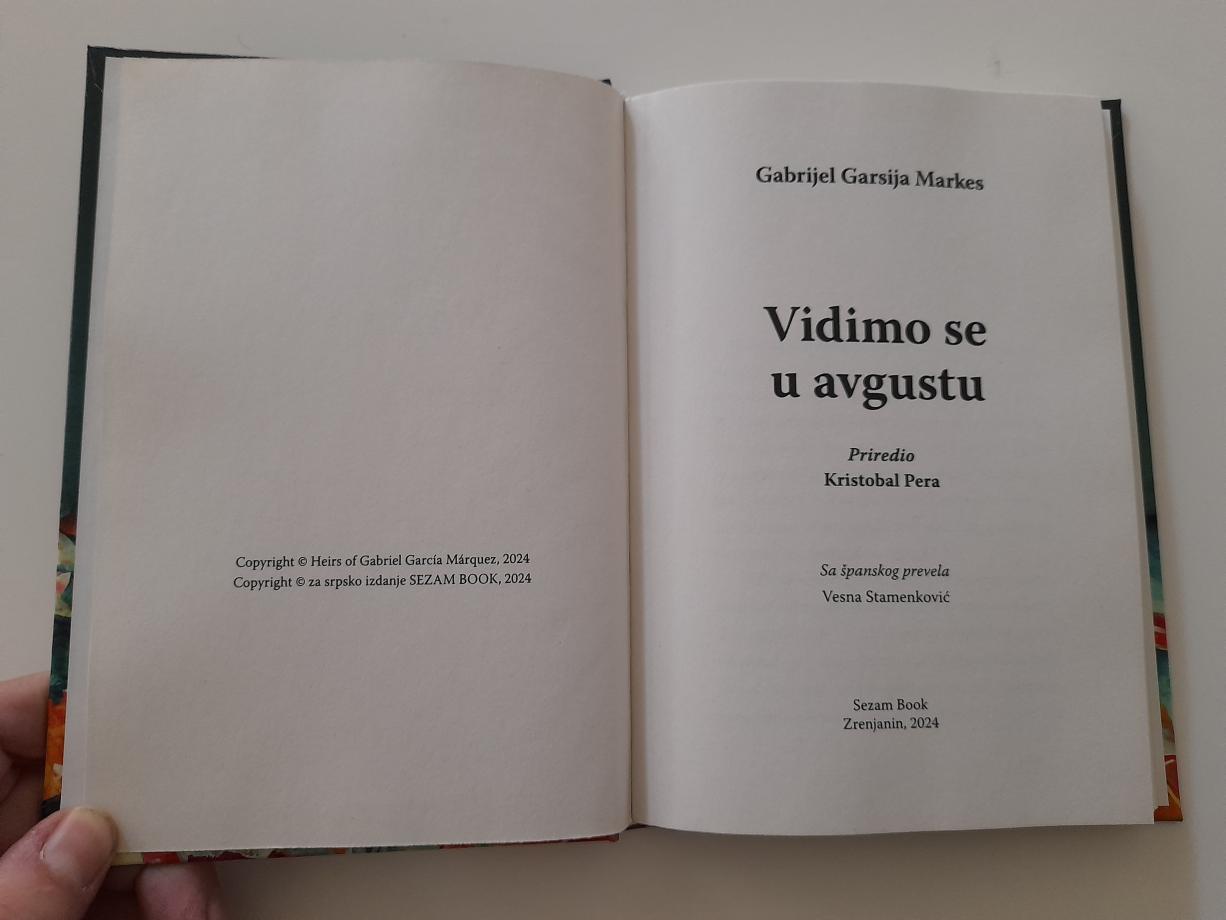 Copyright © Heirs of Gabriel García Márquez, 2024
Copyright © za srpsko izdanje SEZAM BOOK, 2024
Gabrijel Garsija Markes
Vidimo se
u avgustu
Priredio
Kristobal Pera
Sa španskog prevela
Vesna Stamenković
Sezam Book
Zrenjanin, 2024